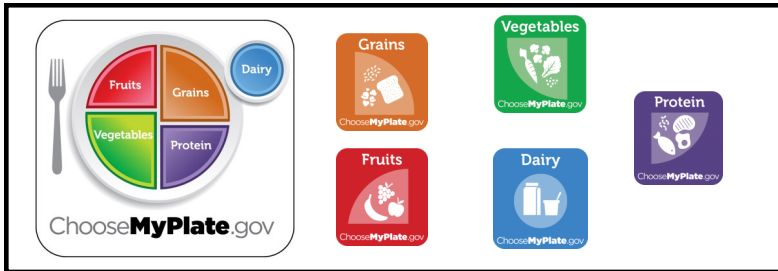 Fruits
Grains
Dairy
Vegetables
Protein
ChooseMyPlate.gov
Grains
ChooseMyPlate.gov
Vegetables
ChooseMyPlate.gov
Protein
ChooseMyPlate.gov
Fruits
ChooseMyPlate.gov
Dairy
ChooseMyPlate.gov